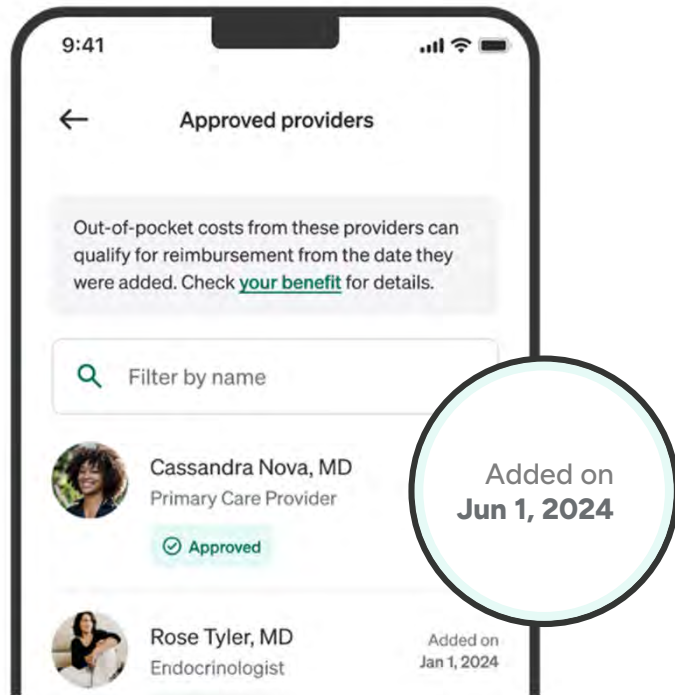 9:41
Approved providers
Out-of-pocket costs from these providers can
qualify for reimbursement from the date they
were added. Check your benefit for details.
Filter by name
Cassandra Nova, MD
Primary Care Provider
Approved
Added on
Jun 1, 2024
Rose Tyler, MD
Endocrinologist
Added on
Jan 1, 2024